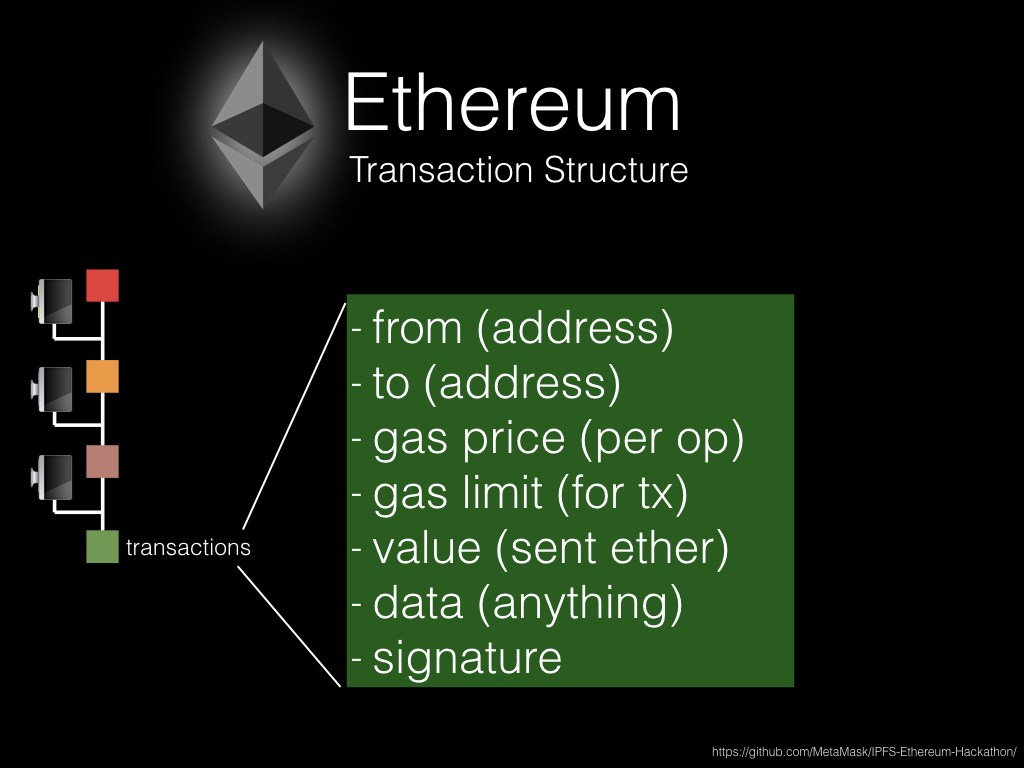 Ethereum
Transaction Structure
- from (address)
- to (address)
- gas price (per op)
- gas limit (for tx)
- value (sent ether)
- data (anything)
- signature
transactions
https://github.com/MetaMask/IPFS-Ethereum-Hackathon/